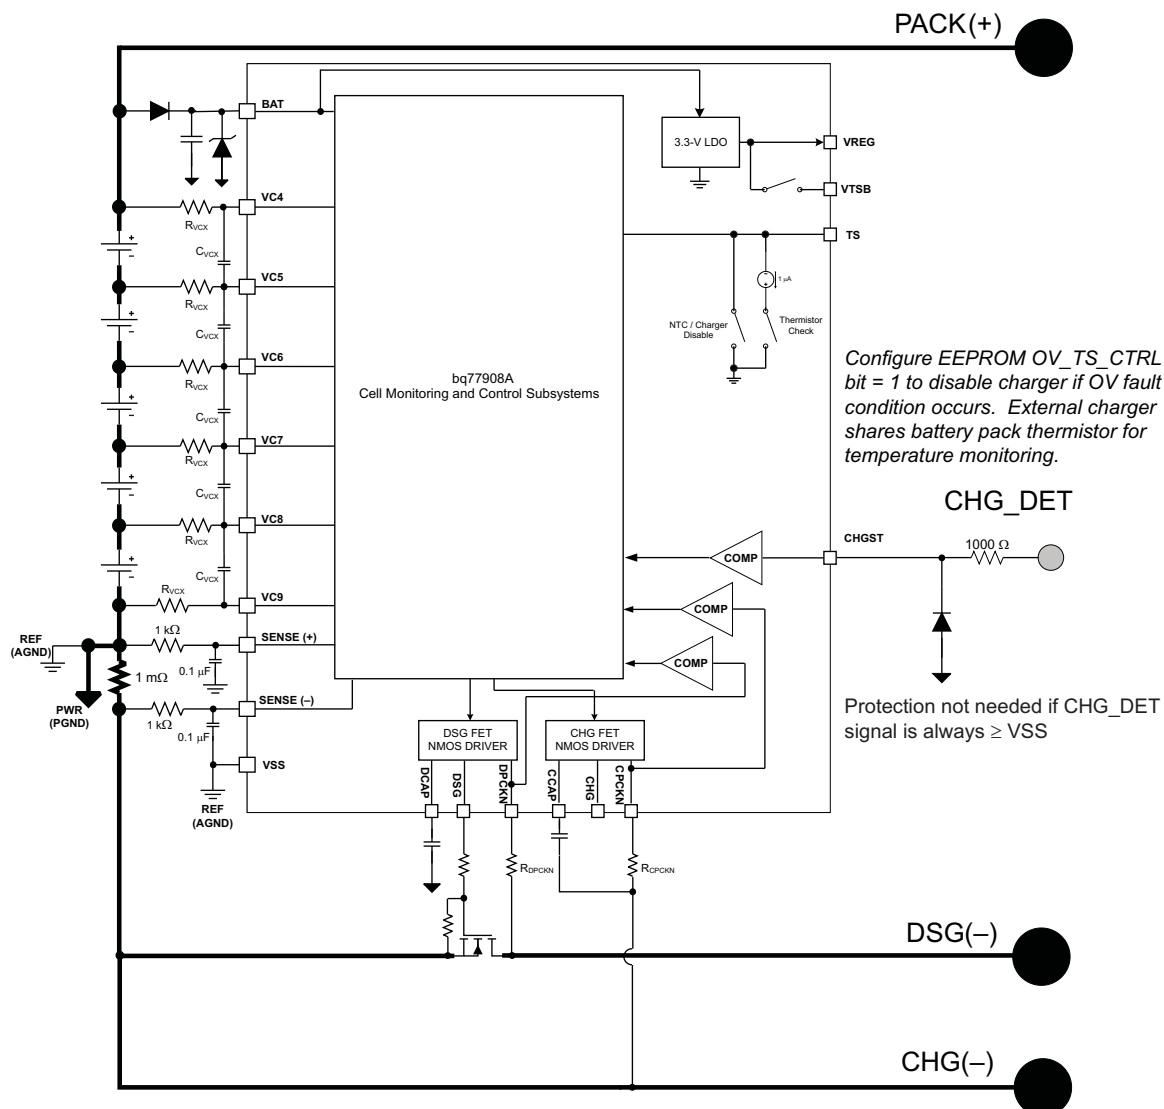 PACK(+)
BAT
3.3-V LDO
VREG
VTSB
VC4
RVCX
TS
+
−
CVCX
VC5
1 μA
RVCX
+
−
CVCX
NTC / Charger
Disable
Thermistor
Check
VC6
RVCX
Configure EEPROM OV_TS_CTRL
bit = 1 to disable charger if OV fault
condition occurs. External charger
shares battery pack thermistor for
temperature monitoring.
bq77908A
Cell Monitoring and Control Subsystems
+
−
CVCX
VC7
RVCX
+
−
CVCX
CHG_DET
VC8
RVCX
CHGST
1000 Ω
COMP
+
−
CVCX
RVCX
VC9
COMP
REF
(AGND)
1 kΩ
SENSE (+)
COMP
0.1 μF
1 mΩ
PWR
(PGND)
SENSE (–)
1 kΩ
0.1 μF
Protection not needed if CHG_DET
signal is always ≥ VSS
DSG FET
NMOS DRIVER
CHG FET
NMOS DRIVER
VSS
DCAP
DSG
DPCKN
CCAP
CHG
CPCKN
REF
(AGND)
RDPCKN
RCPCKN
DSG(–)
CHG(–)